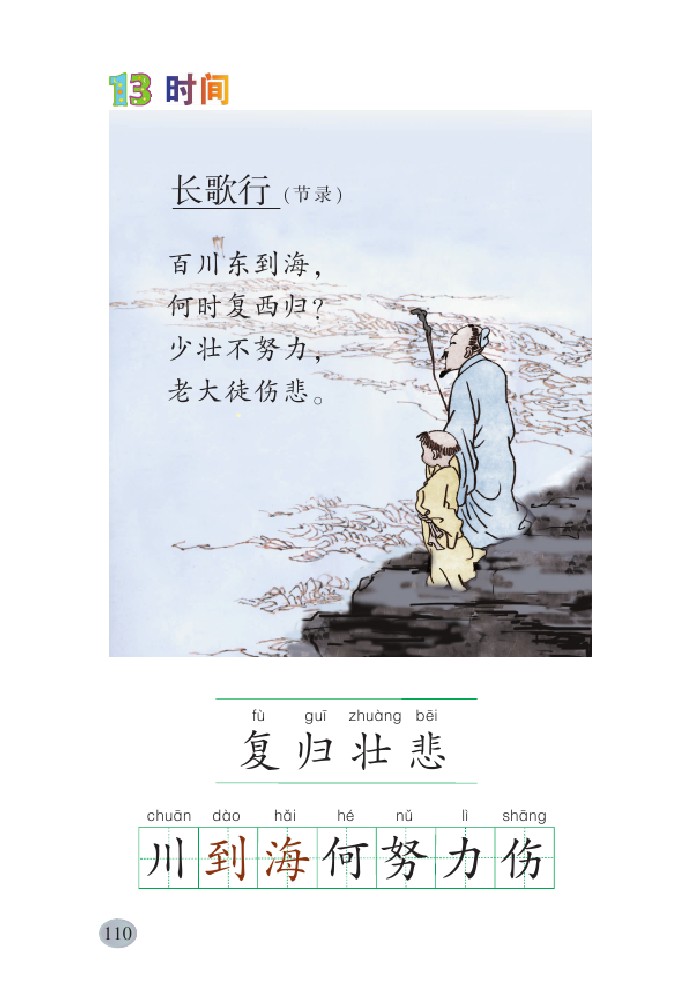 13 时间
长歌行（节录）
百川东到海，
何时复西归？
少壮不努力，
老大徒伤悲。
fù guī zhuàng bēi
复 归 壮 悲
chuān dào hǎi hé nǔ lì shāng
川 到 海 何 努 力 伤
110